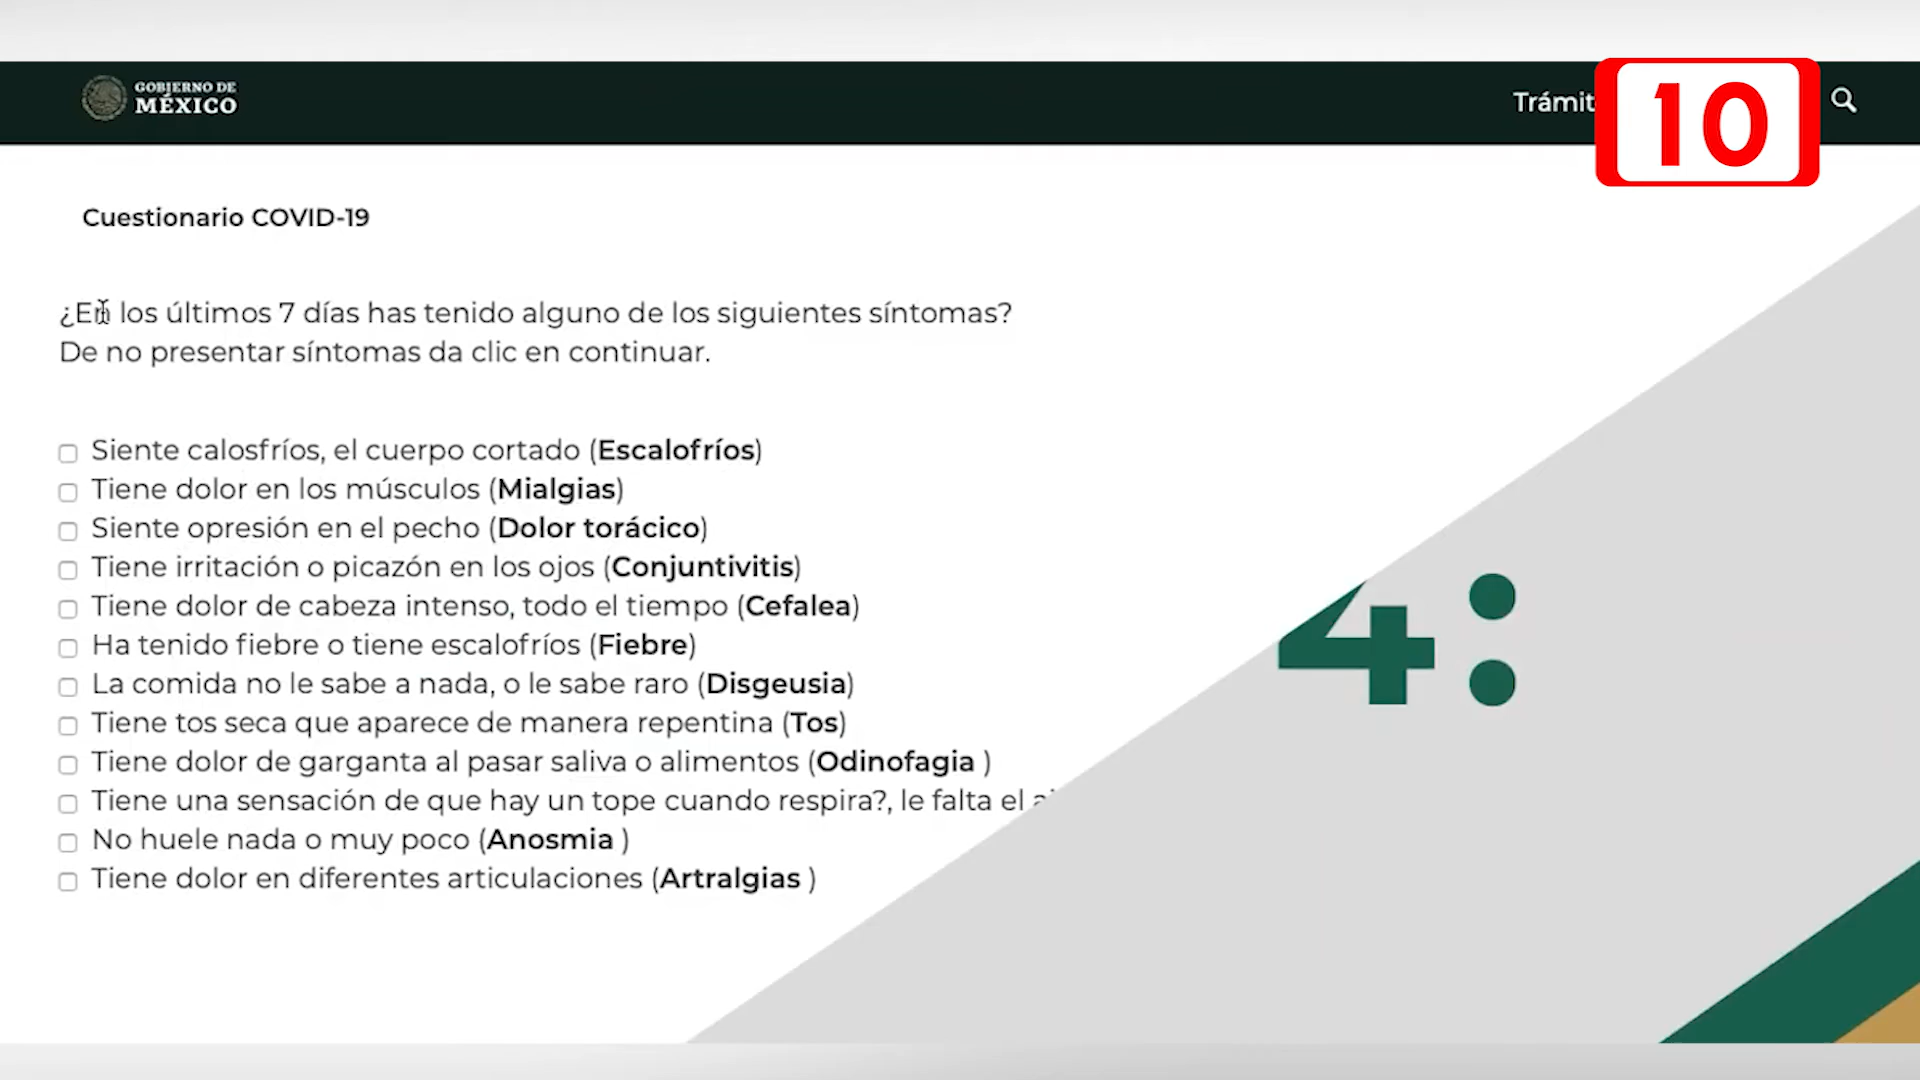 GOBIERNO DE
MÉXICO
Trámit
10
Cuestionario COVID-19
¿En los últimos 7 días has tenido alguno de los siguientes síntomas?
De no presentar síntomas da clic en continuar.
Siente calosfríos, el cuerpo cortado (Escalofríos)
Tiene dolor en los músculos (Mialgias)
Siente opresión en el pecho (Dolor torácico)
Tiene irritación o picazón en los ojos (Conjuntivitis)
Tiene dolor de cabeza intenso, todo el tiempo (Cefalea)
Ha tenido fiebre o tiene escalofríos (Fiebre)
La comida no le sabe a nada, o le sabe raro (Disgeusia)
Tiene tos seca que aparece de manera repentina (Tos)
Tiene dolor de garganta al pasar saliva o alimentos (Odinofagia )
Tiene una sensación de que hay un tope cuando respira?, le falta el
No huele nada o muy poco (Anosmia )
Tiene dolor en diferentes articulaciones (Artralgias )
4: